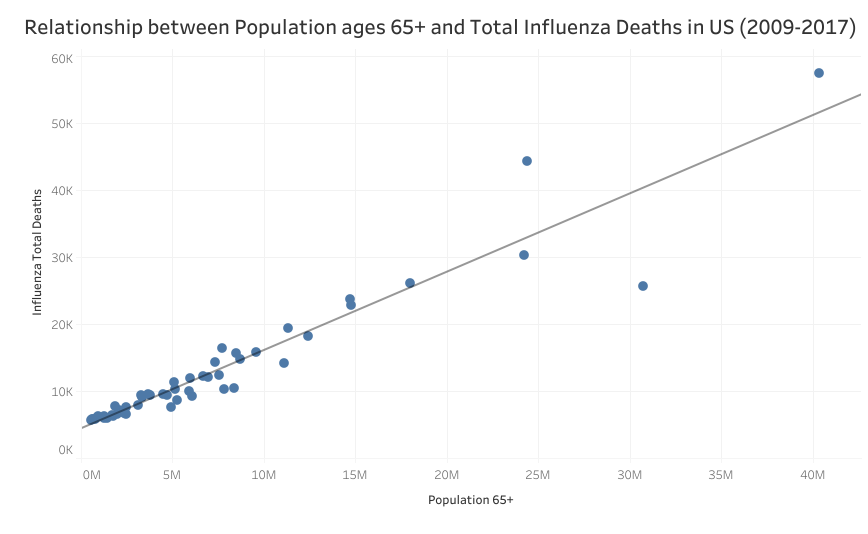 Relationship between Population ages 65+ and Total Influenza Deaths in US (2009-2017)
60K
50K
40K
30K
20K
10K
0K
Influenza Total Deaths
0M 5M 10M 15M 20M 25M 30M 35M 40M
Population 65+